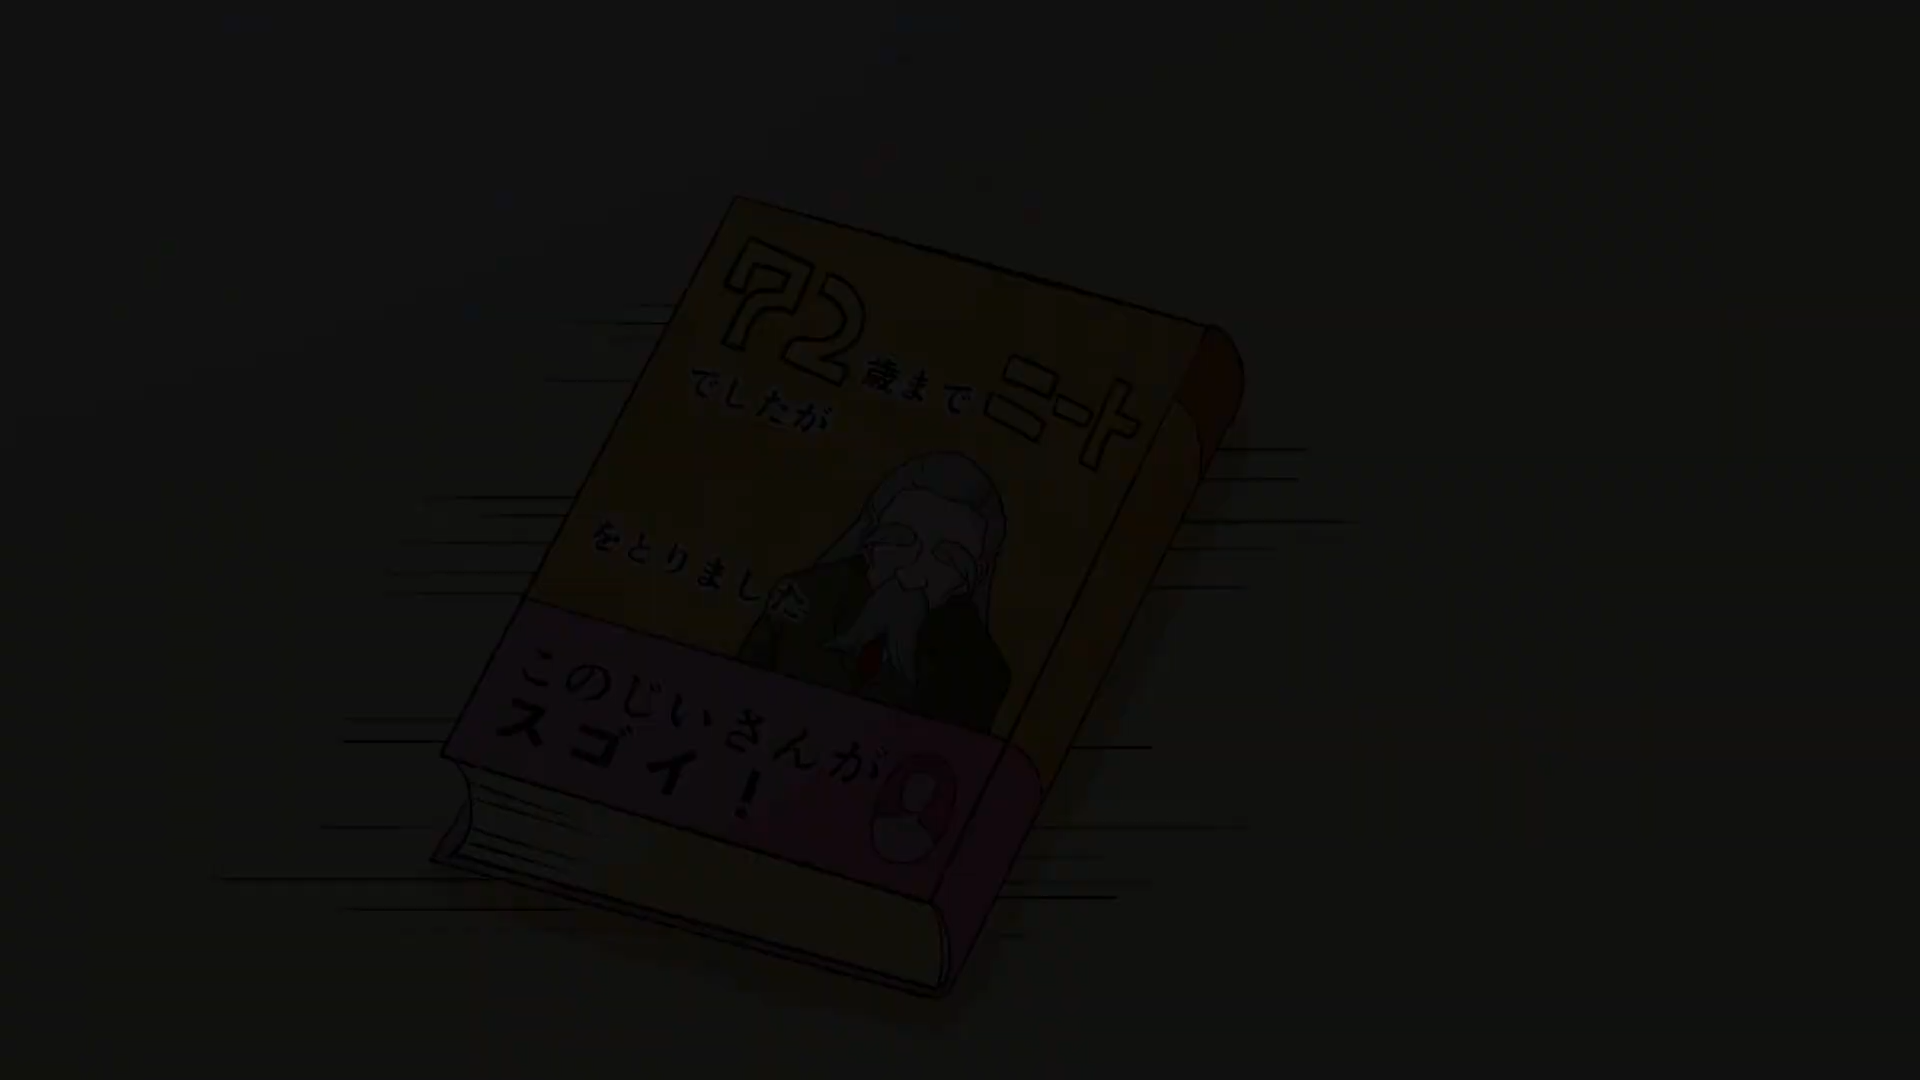 72歳までニート
でしたが
をとりました
このじいさんが
スゴイ!